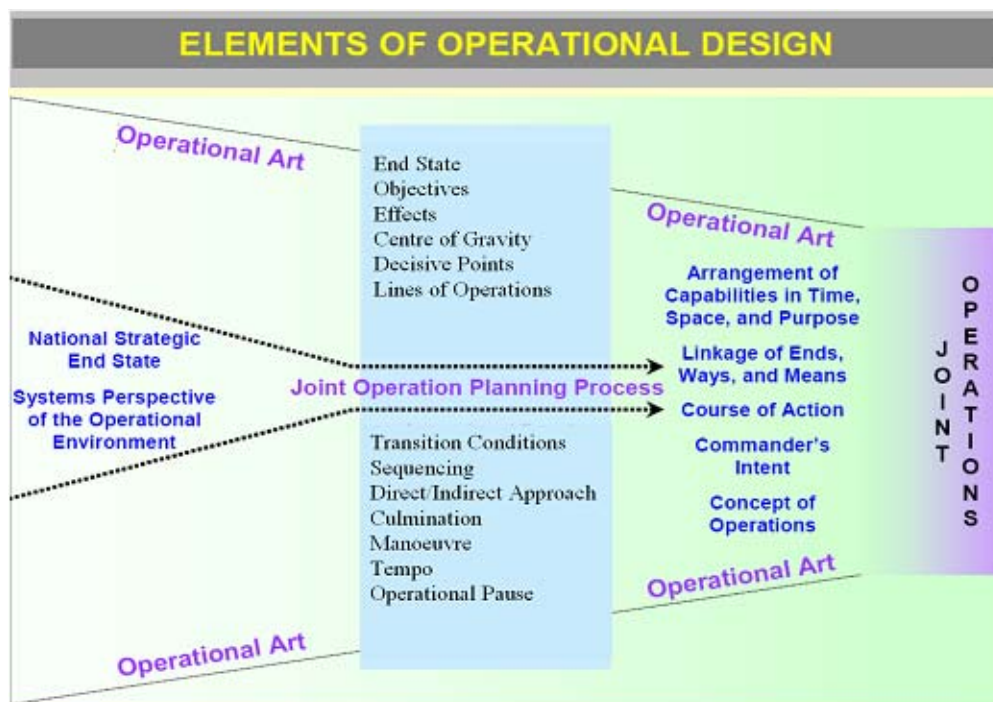 ELEMENTS OF OPERATIONAL DESIGN
Operational Art
End State
Objectives
Effects
Centre of Gravity
Decisive Points
Lines of Operations
Operational Art
National Strategic
End State
Systems Perspective
of the Operational
Environment
Joint Operation Planning Process
Transition Conditions
Sequencing
Direct/Indirect Approach
Culmination
Manoeuvre
Tempo
Operational Pause
Arrangement of
Capabilities in Time,
Space, and Purpose
Linkage of Ends,
Ways, and Means
Course of Action
Commander's
Intent
Concept of
Operations
Operational Art
Operational Art
JOINT
OPERATIONS